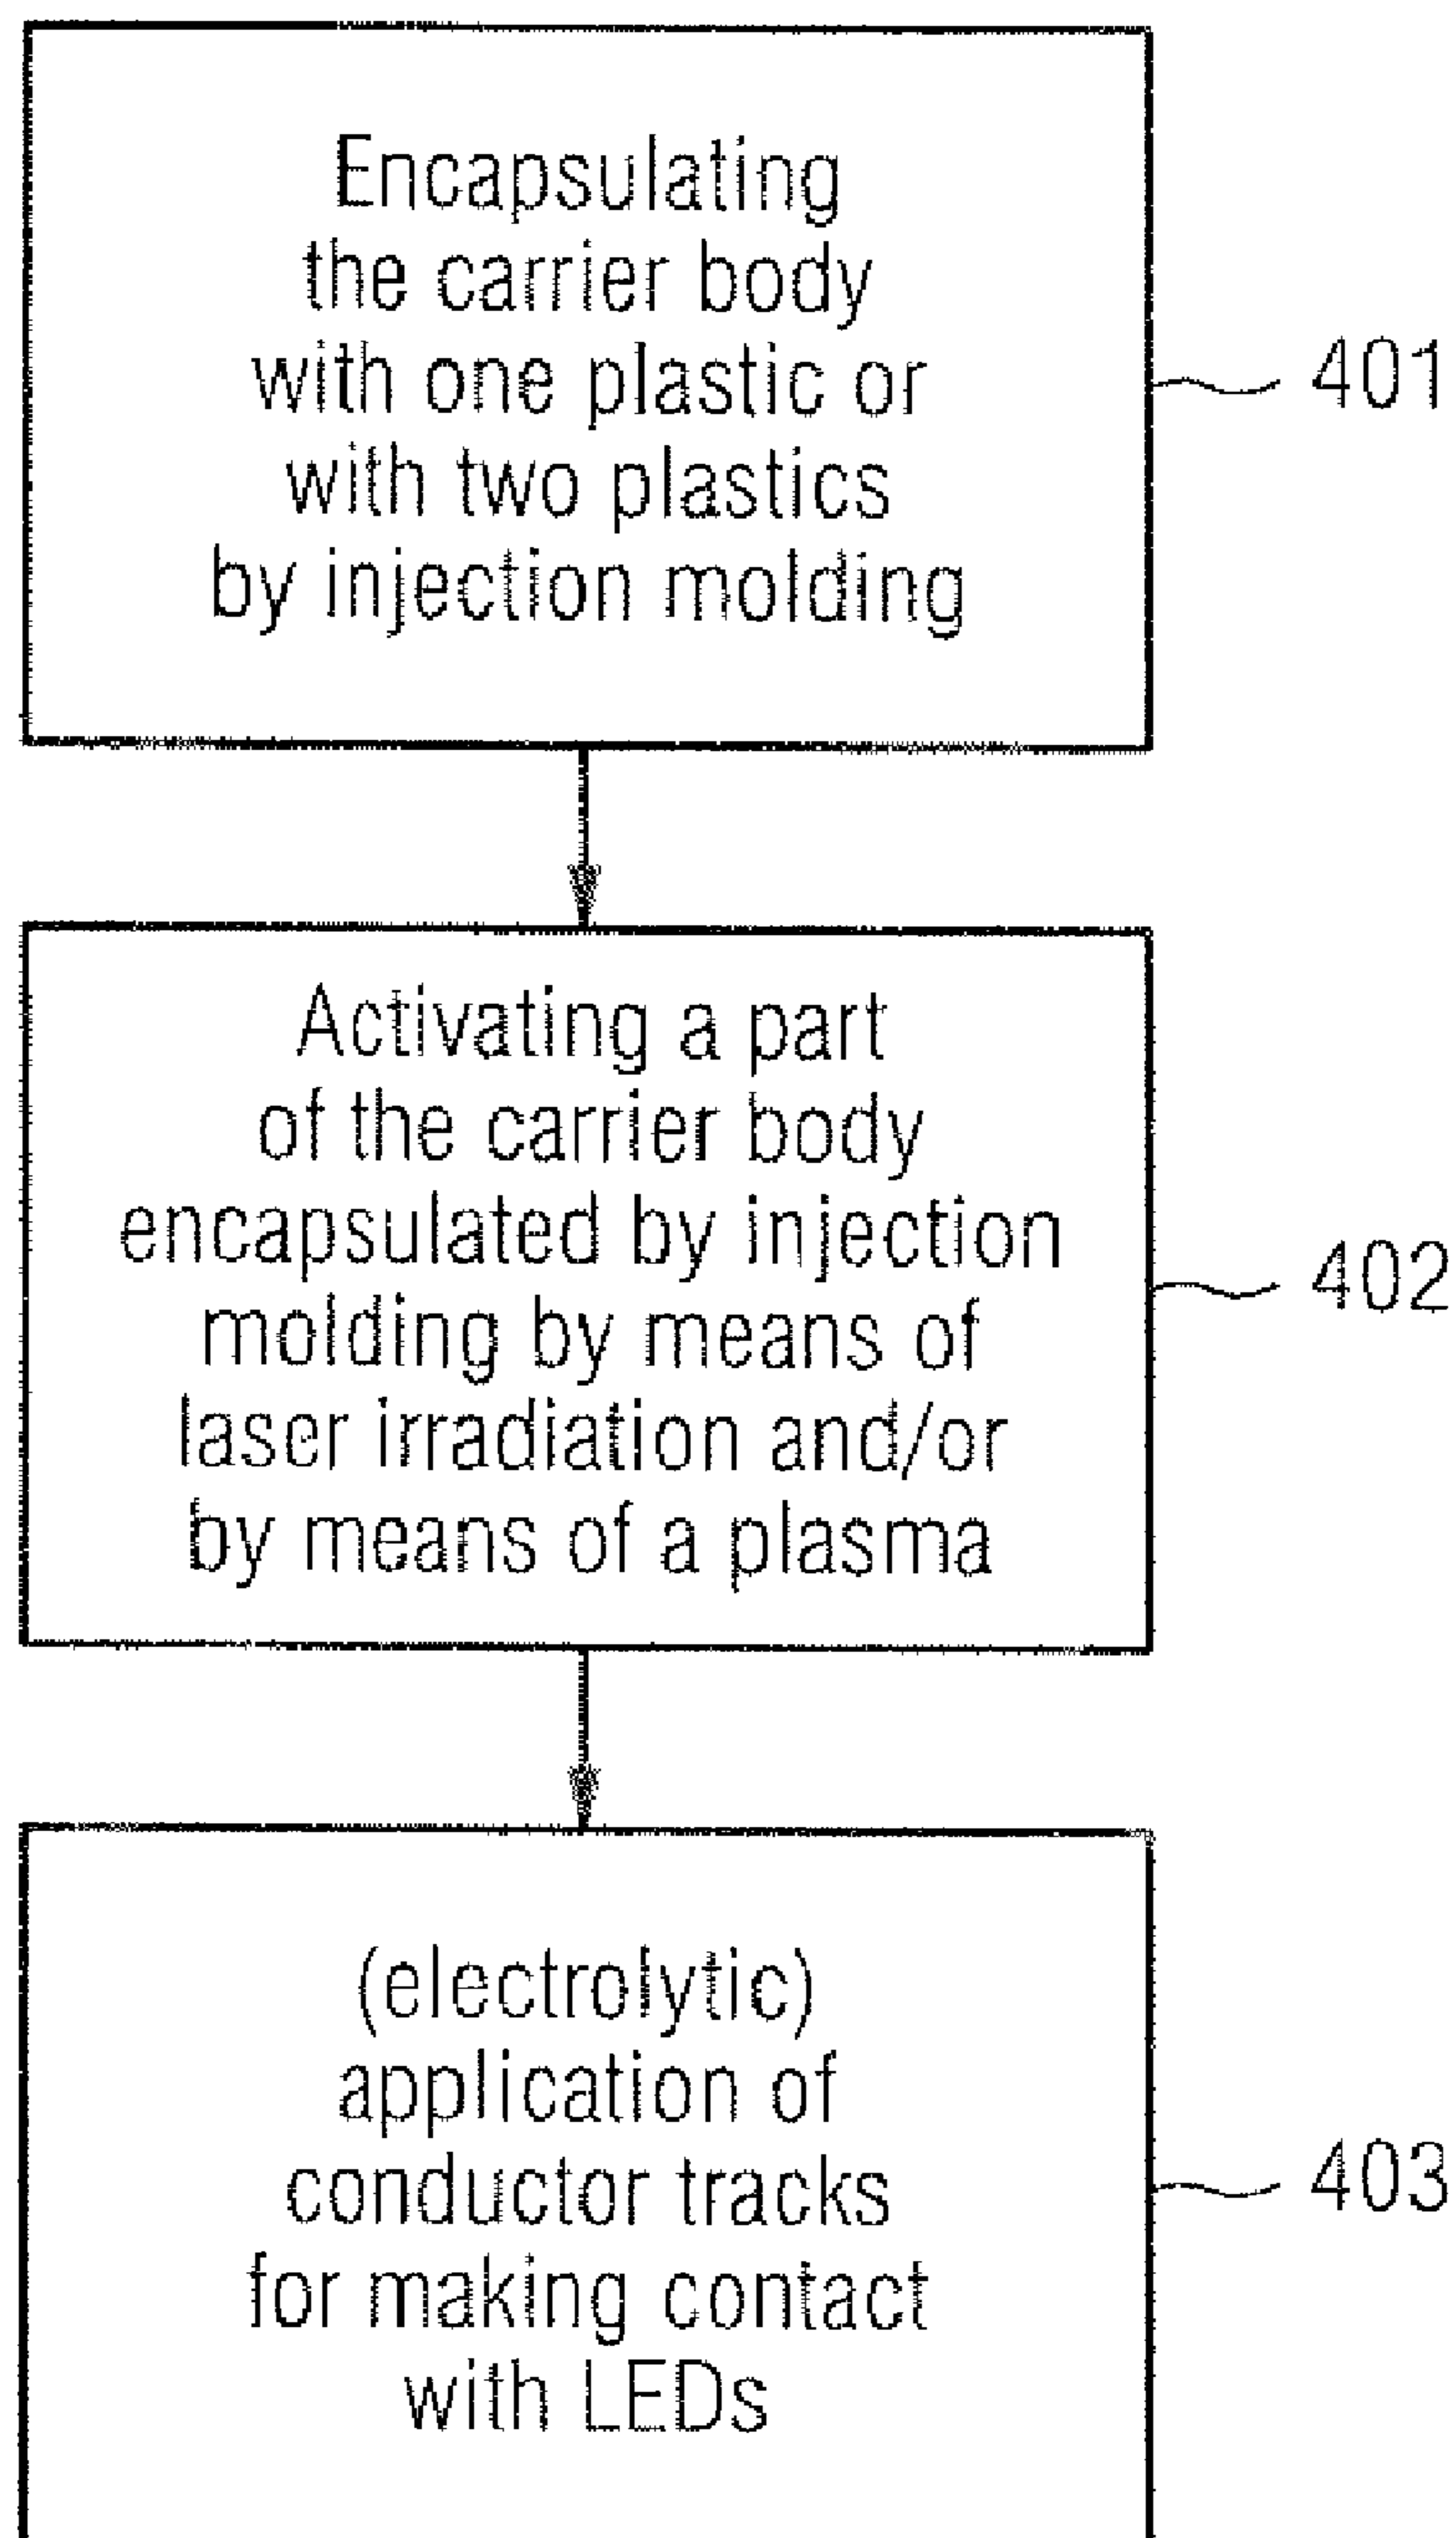 Encapsulating
the carrier body
with one plastic or
with two plastics
by injection molding
401
Activating a part
of the carrier body
encapsulated by injection
molding by means of
laser irradiation and/or
by means of a plasma
402
(electrolytic)
application of
conductor tracks
for making contact
with LEDs
403